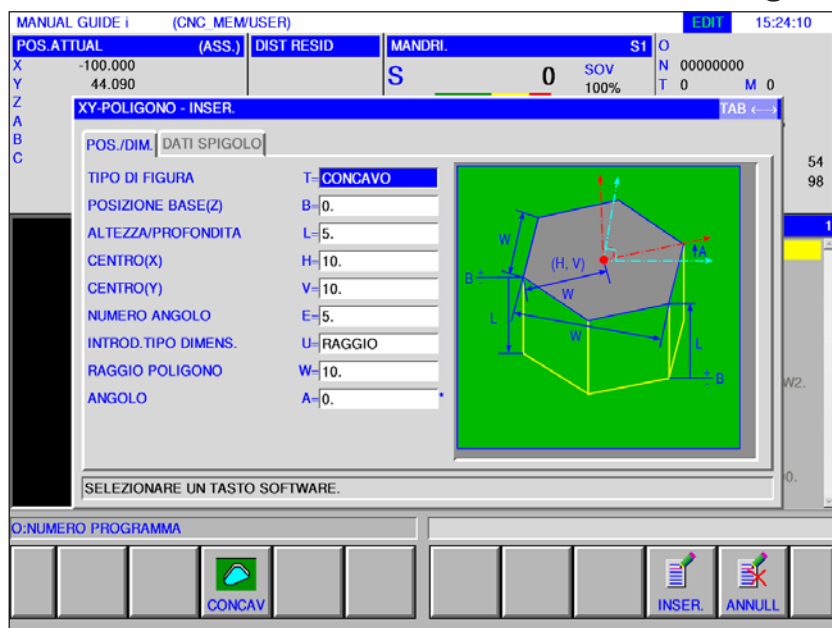 MANUAL GUIDE i (CNC_MEM/USER) EDIT 15:24:10
POS.ATTUAL (ASS.) DIST RESID MANDRI. S1 O
X -100.000 S 0 SOV 100% N 00000000
Y 44.090 T 0 M 0
Z
A
B
C
54
98
XY-POLIGONO - INSER. TAB ←→
POS./DIM. DATI SPIGOLO
TIPO DI FIGURA T=CONCAVO
POSIZIONE BASE(Z) B=0.
ALTEZZA/PROFONDITA L=5.
CENTRO(X) H=10.
CENTRO(Y) V=10.
NUMERO ANGOLO E=5.
INTROD.TIPO DIMENS. U=RAGGIO
RAGGIO POLIGONO W=10.
ANGOLO A=0. *
W
(H, V)
A
B +-
W
L
W
L
+- B
1
W2.
0.
SELEZIONARE UN TASTO SOFTWARE.
O:NUMERO PROGRAMMA
CONCAV INSER. ANNULL